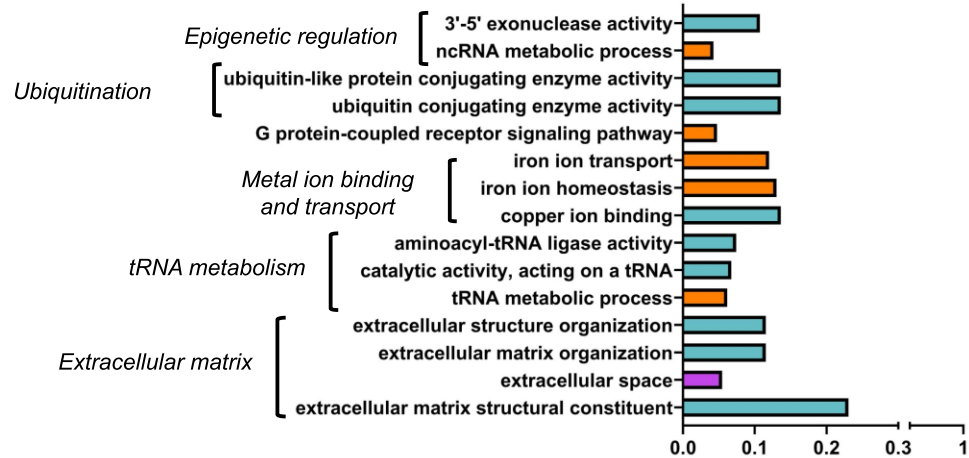 Epigenetic regulation
3'-5' exonuclease activity
ncRNA metabolic process
Ubiquitination
ubiquitin-like protein conjugating enzyme activity
ubiquitin conjugating enzyme activity
G protein-coupled receptor signaling pathway
Metal ion binding
and transport
iron ion transport
iron ion homeostasis
copper ion binding
tRNA metabolism
aminoacyl-tRNA ligase activity
catalytic activity, acting on a tRNA
tRNA metabolic process
Extracellular matrix
extracellular structure organization
extracellular matrix organization
extracellular space
extracellular matrix structural constituent
0.0 0.1 0.2 0.3 1